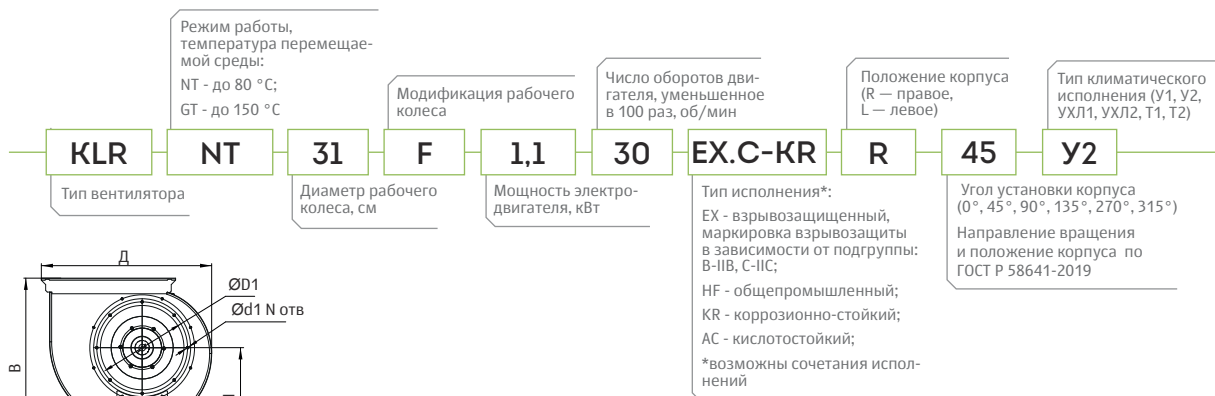 Режим работы,
температура перемещае-
мой среды:
NT - до 80 °C;
GT - до 150 °C
Модификация рабочего
колеса
Число оборотов дви-
гателя, уменьшенное
в 100 раз, об/мин
Положение корпуса
(R — правое,
L — левое)
Тип климатического
исполнения (У1, У2,
УХЛ1, УХЛ2, Т1, Т2)
KLR NT 31 F 1,1 30 EX.C-KR R 45 У2
Тип вентилятора
Диаметр рабочего
колеса, см
Мощность электро-
двигателя, кВт
Тип исполнения*:
EX - взрывозащищенный,
маркировка взрывозащиты
в зависимости от подгруппы:
B-IIB, C-IIC;
HF - общепромышленный;
KR - коррозионно-стойкий;
AC - кислотостойкий;
*возможны сочетания испол-
нений
Угол установки корпуса
(0°, 45°, 90°, 135°, 270°, 315°)
Направление вращения
и положение корпуса по
ГОСТ Р 58641-2019
Д
ØD1
Ød1 N отв
В